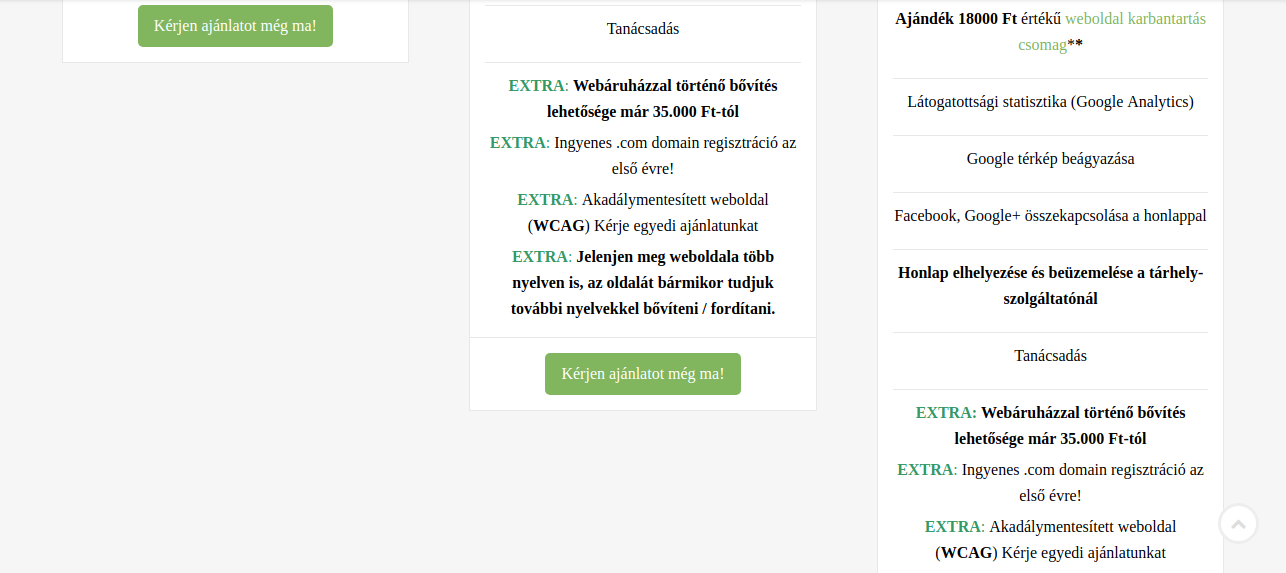 Kérjen ajánlatot még ma!
Tanácsadás
EXTRA: Webáruházzal történő bővítés
lehetősége már 35.000 Ft-tól
EXTRA: Ingyenes .com domain regisztráció az
első évre!
EXTRA: Akadálymentesített weboldal
(WCAG) Kérje egyedi ajánlatunkat
EXTRA: Jelenjen meg weboldala több
nyelven is, az oldalát bármikor tudjuk
további nyelvekkel bővíteni / fordítani.
Kérjen ajánlatot még ma!
Ajándék 18000 Ft értékű weboldal karbantartás
csomag**
Látogatottsági statisztika (Google Analytics)
Google térkép beágyazása
Facebook, Google+ összekapcsolása a honlappal
Honlap elhelyezése és beüzemelése a tárhely-
szolgáltatónál
Tanácsadás
EXTRA: Webáruházzal történő bővítés
lehetősége már 35.000 Ft-tól
EXTRA: Ingyenes .com domain regisztráció az
első évre!
EXTRA: Akadálymentesített weboldal
(WCAG) Kérje egyedi ajánlatunkat